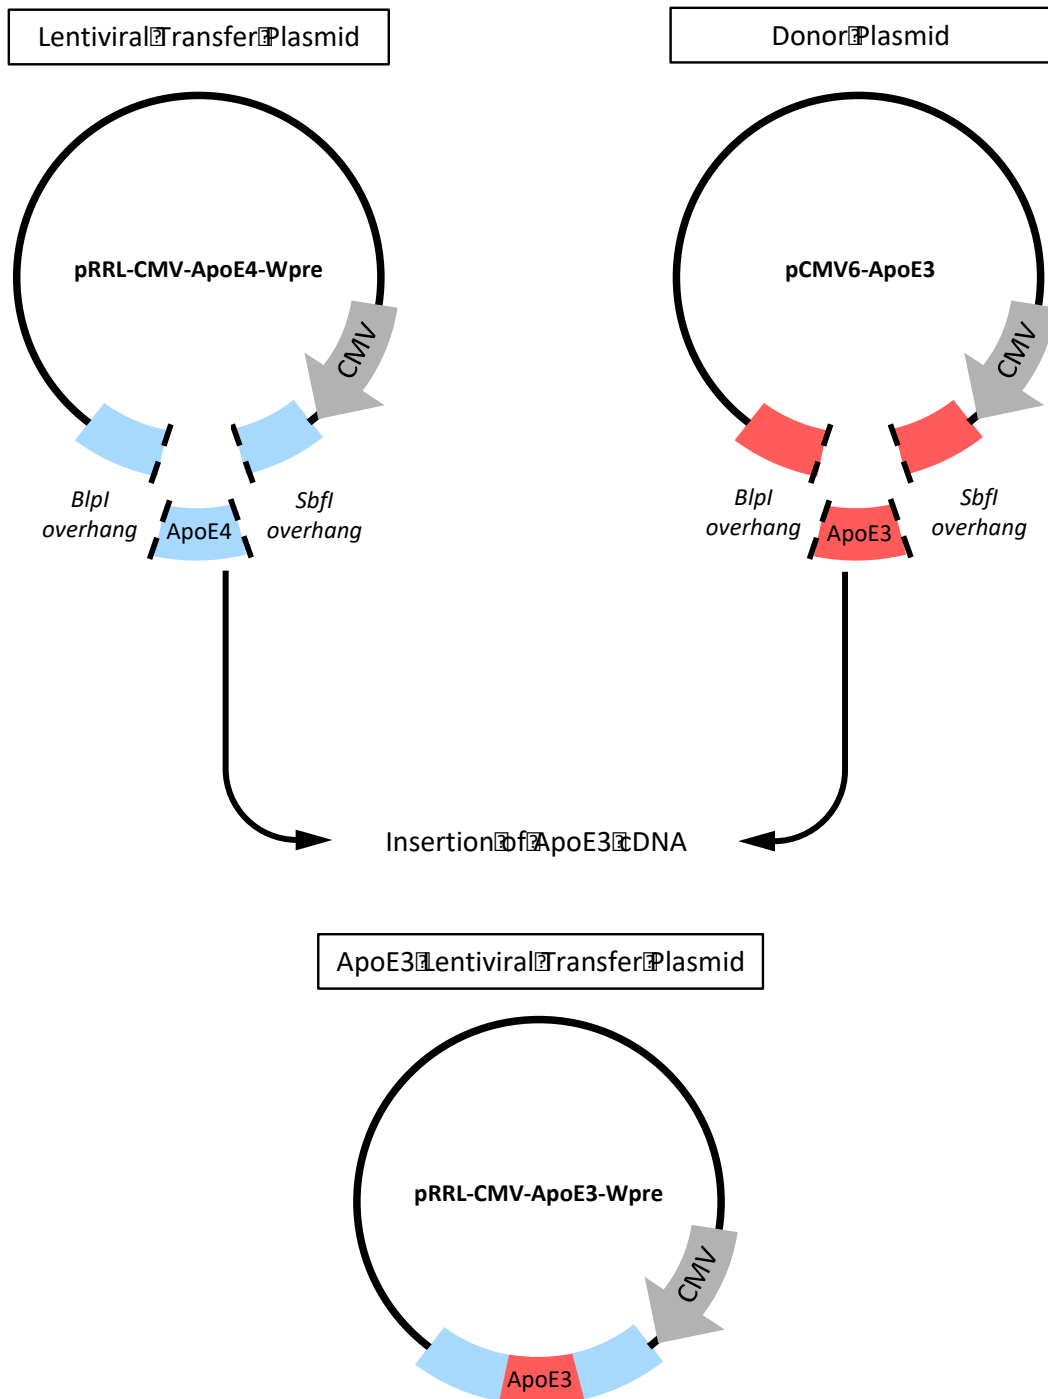 Lentiviral Transfer Plasmid
Donor Plasmid
pRRL-CMV-ApoE4-Wpre
pCMV6-ApoE3
CMV
CMV
BlpI
overhang
SbfI
overhang
ApoE4
BlpI
overhang
SbfI
overhang
ApoE3
Insertion of ApoE3 cDNA
ApoE3 Lentiviral Transfer Plasmid
pRRL-CMV-ApoE3-Wpre
CMV
ApoE3